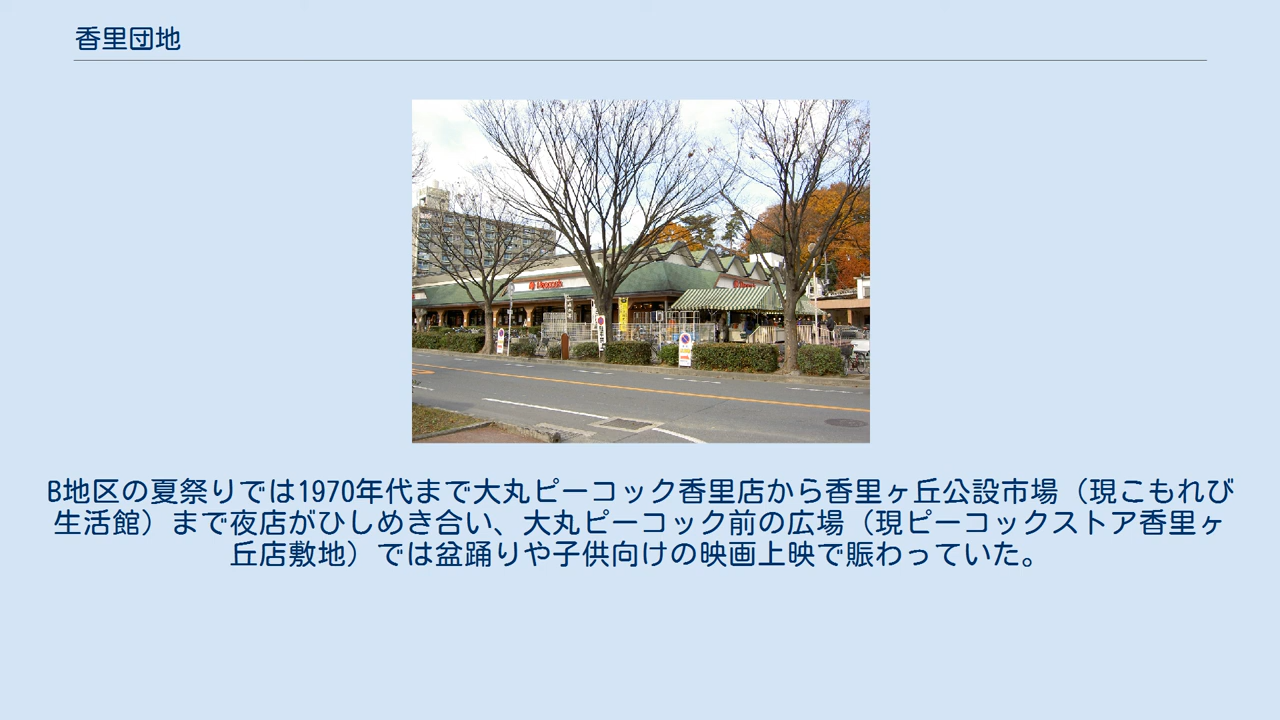 香里団地
B地区の夏祭りでは1970年代まで大丸ピーコック香里店から香里ヶ丘公設市場（現こもれび
生活館）まで夜店がひしめき合い、大丸ピーコック前の広場（現ピーコックストア香里ヶ
丘店敷地）では盆踊りや子供向けの映画上映で賑わっていた。